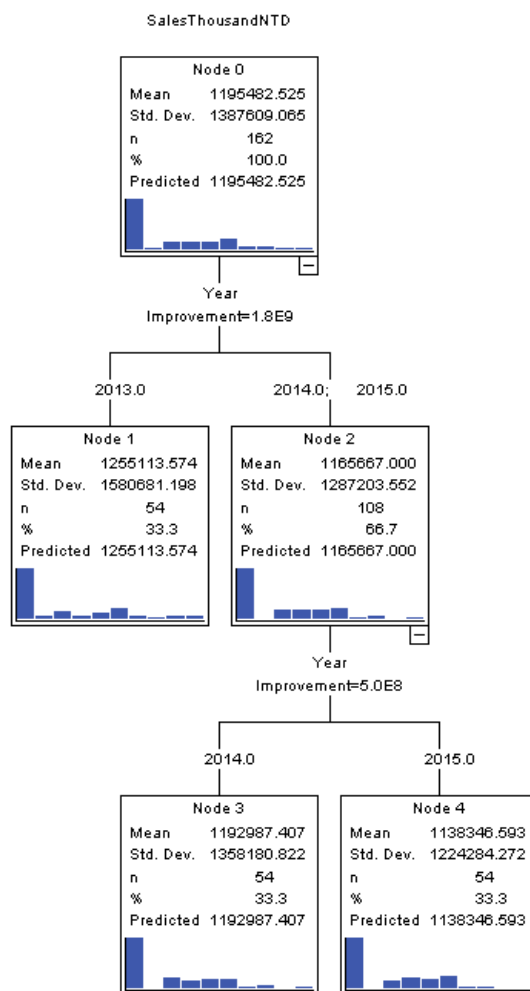 SalesThousandNTD
Node 0
Mean 1195482.525
Std. Dev. 1387609.065
n 162
% 100.0
Predicted 1195482.525
Year
Improvement=1.8E9
2013.0
2014.0; 2015.0
Node 1
Mean 1255113.574
Std. Dev. 1580681.198
n 54
% 33.3
Predicted 1255113.574
Node 2
Mean 1165667.000
Std. Dev. 1287203.552
n 108
% 66.7
Predicted 1165667.000
Year
Improvement=5.0E8
2014.0
2015.0
Node 3
Mean 1192987.407
Std. Dev. 1358180.822
n 54
% 33.3
Predicted 1192987.407
Node 4
Mean 1138346.593
Std. Dev. 1224284.272
n 54
% 33.3
Predicted 1138346.593